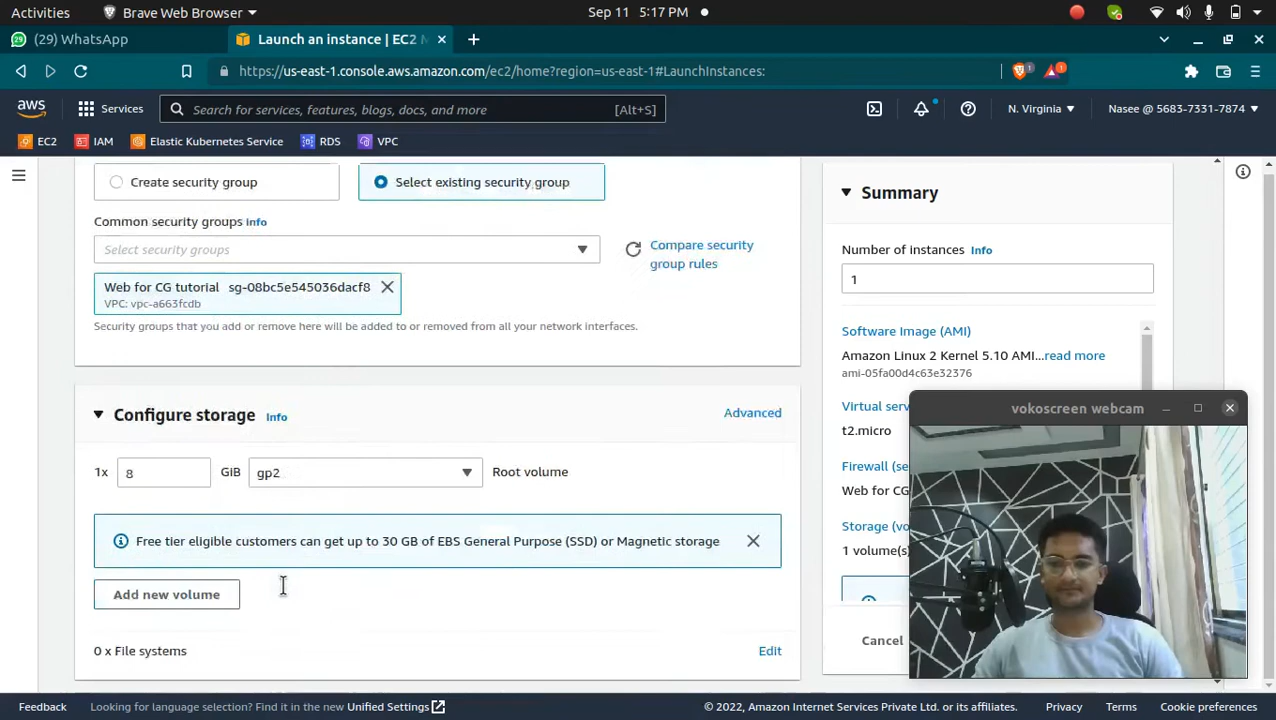 Activities
Brave Web Browser
Sep 11 5:17 PM
(29) WhatsApp
Launch an instance | EC2 M
https://us-east-1.console.aws.amazon.com/ec2/home?region=us-east-1#LaunchInstances:
1
1
aws
Services
Search for services, features, blogs, docs, and more
[Alt+S]
N. Virginia
Nasee @ 5683-7331-7874
EC2
IAM
Elastic Kubernetes Service
RDS
VPC
Create security group
Select existing security group
Common security groups Info
Select security groups
Compare security
group rules
Web for CG tutorial sg-08bc5e545036dacf8
VPC: vpc-a663fcdb
Security groups that you add or remove here will be added to or removed from all your network interfaces.
Configure storage Info
Advanced
1x
8
GiB
gp2
Root volume
Free tier eligible customers can get up to 30 GB of EBS General Purpose (SSD) or Magnetic storage
Add new volume
0 x File systems
Edit
Summary
Number of instances Info
1
Software Image (AMI)
Amazon Linux 2 Kernel 5.10 AMI...read more
ami-05fa00d4c63e32376
Virtual serv
t2.micro
Firewall (se
Web for CG
Storage (vo
1 volume(s)
Cancel
vokoscreen webcam
Feedback
Looking for language selection? Find it in the new Unified Settings
© 2022, Amazon Internet Services Private Ltd. or its affiliates.
Privacy
Terms
Cookie preferences